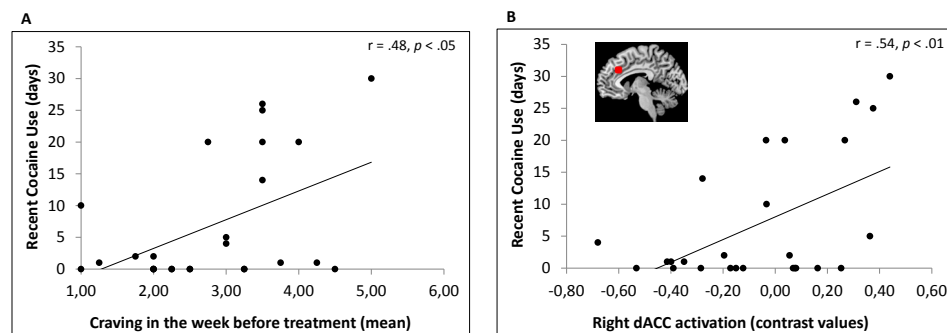 A
r = .48, p < .05
35
30
25
20
15
10
5
0
Recent Cocaine Use (days)
1,00 2,00 3,00 4,00 5,00 6,00
Craving in the week before treatment (mean)
B
r = .54, p < .01
35
30
25
20
15
10
5
0
Recent Cocaine Use (days)
-0,80 -0,60 -0,40 -0,20 0,00 0,20 0,40 0,60
Right dACC activation (contrast values)